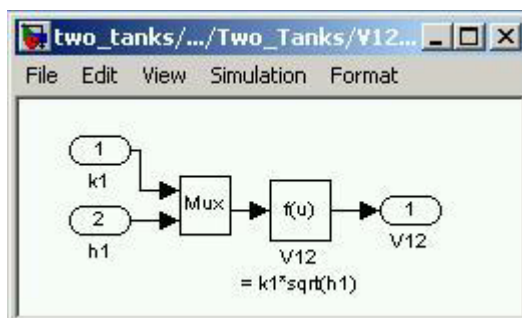 two_tanks/.../Two_Tanks/V12...
File Edit View Simulation Format
1
k1
2
h1
Mux
f(u)
V12
= k1*sqrt(h1)
1
V12